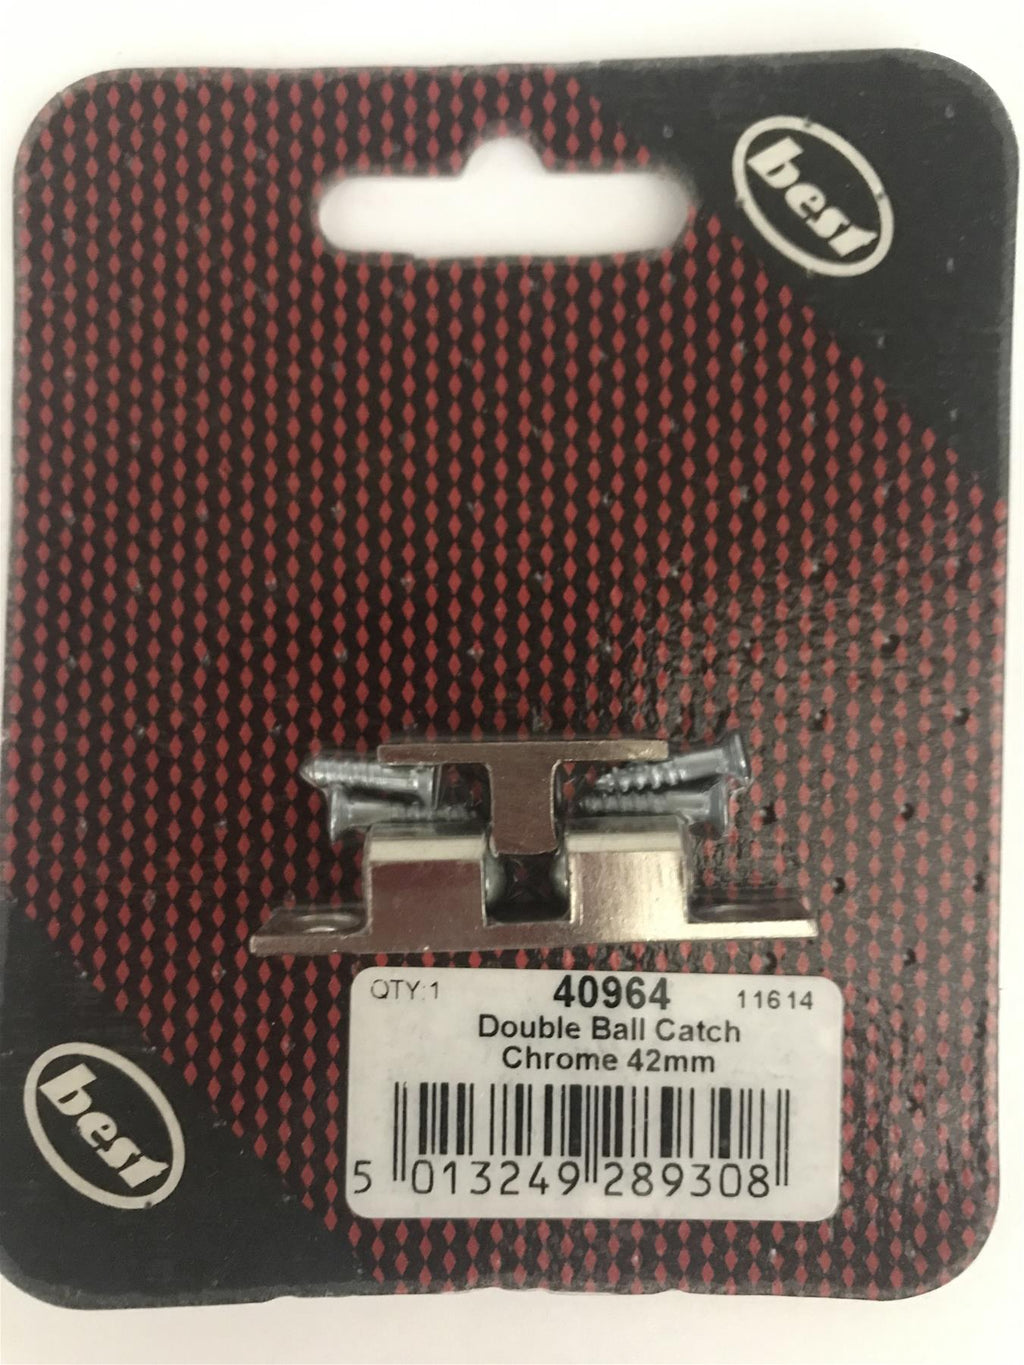 best
QTY:1 40964 11614
Double Ball Catch
Chrome 42mm
5 013249 289308
best